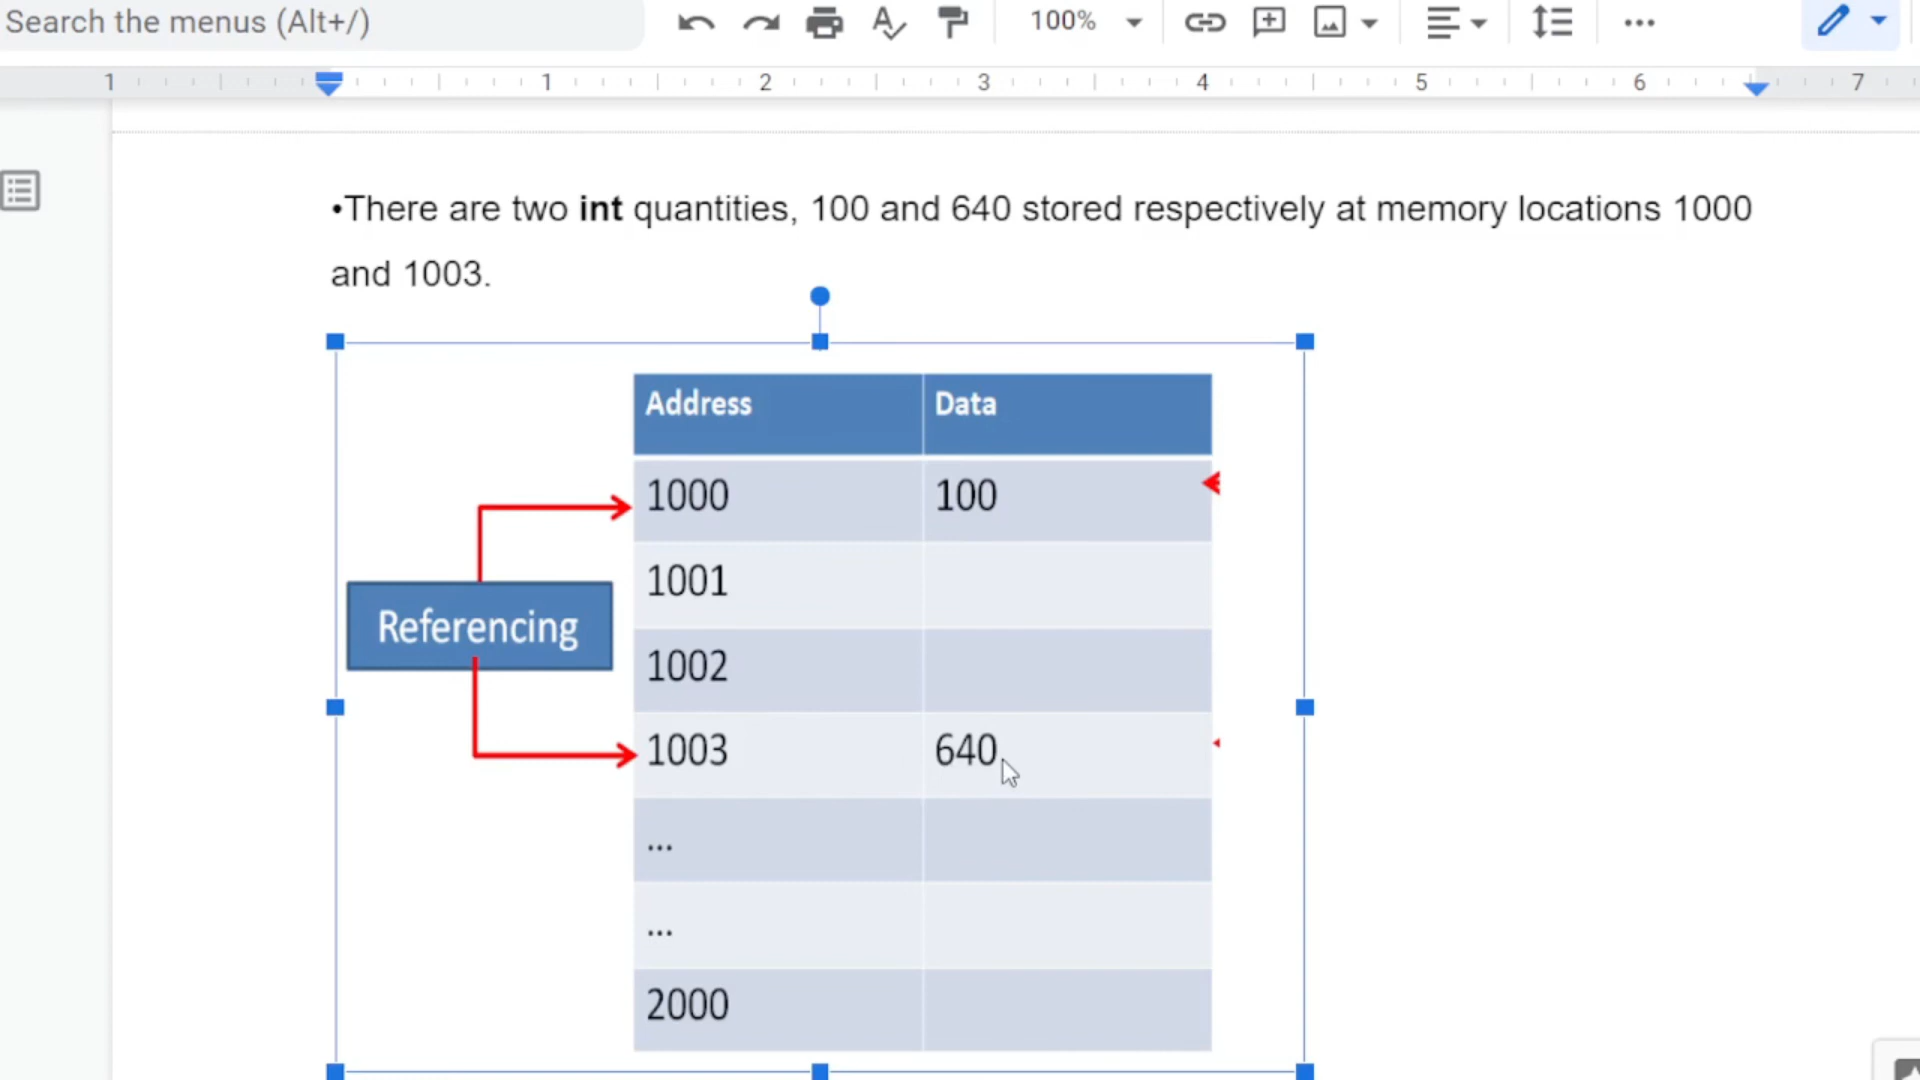 Search the menus (Alt+/)
100%
1 1 2 3 4 5 6 7
•There are two int quantities, 100 and 640 stored respectively at memory locations 1000
and 1003.
Address Data
1000 100
1001
Referencing
1002
1003 640
...
...
2000